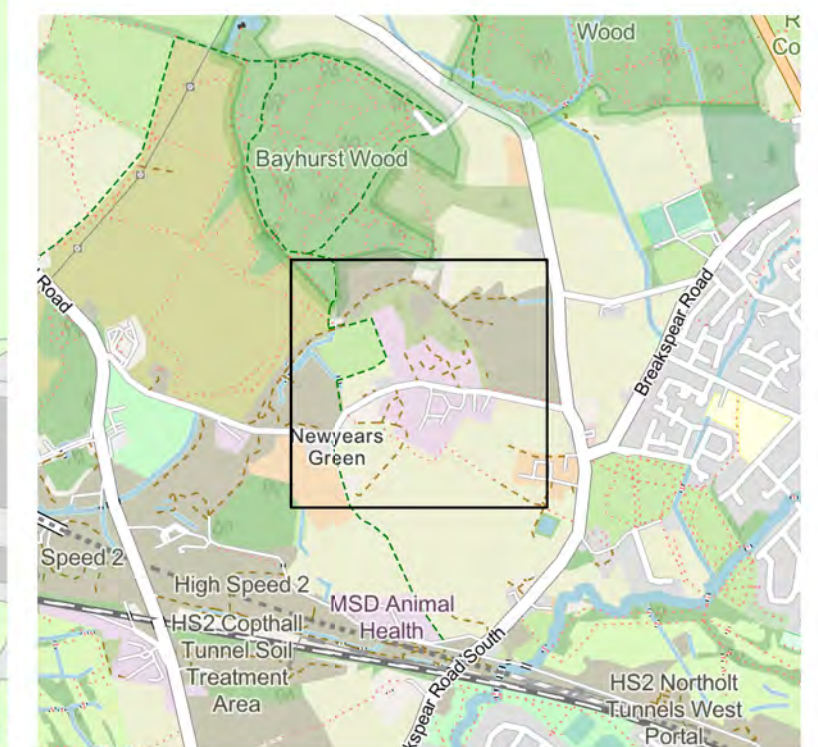 Wood
R
Co
Bayhurst Wood
Road
Breakspear Road
Newyears
Green
Speed 2
High Speed 2
MSD Animal
Health
HS2 Copthall
Tunnel Soil
Treatment
Area
kspear Road South
HS2 Northolt
Tunnels West
Portal